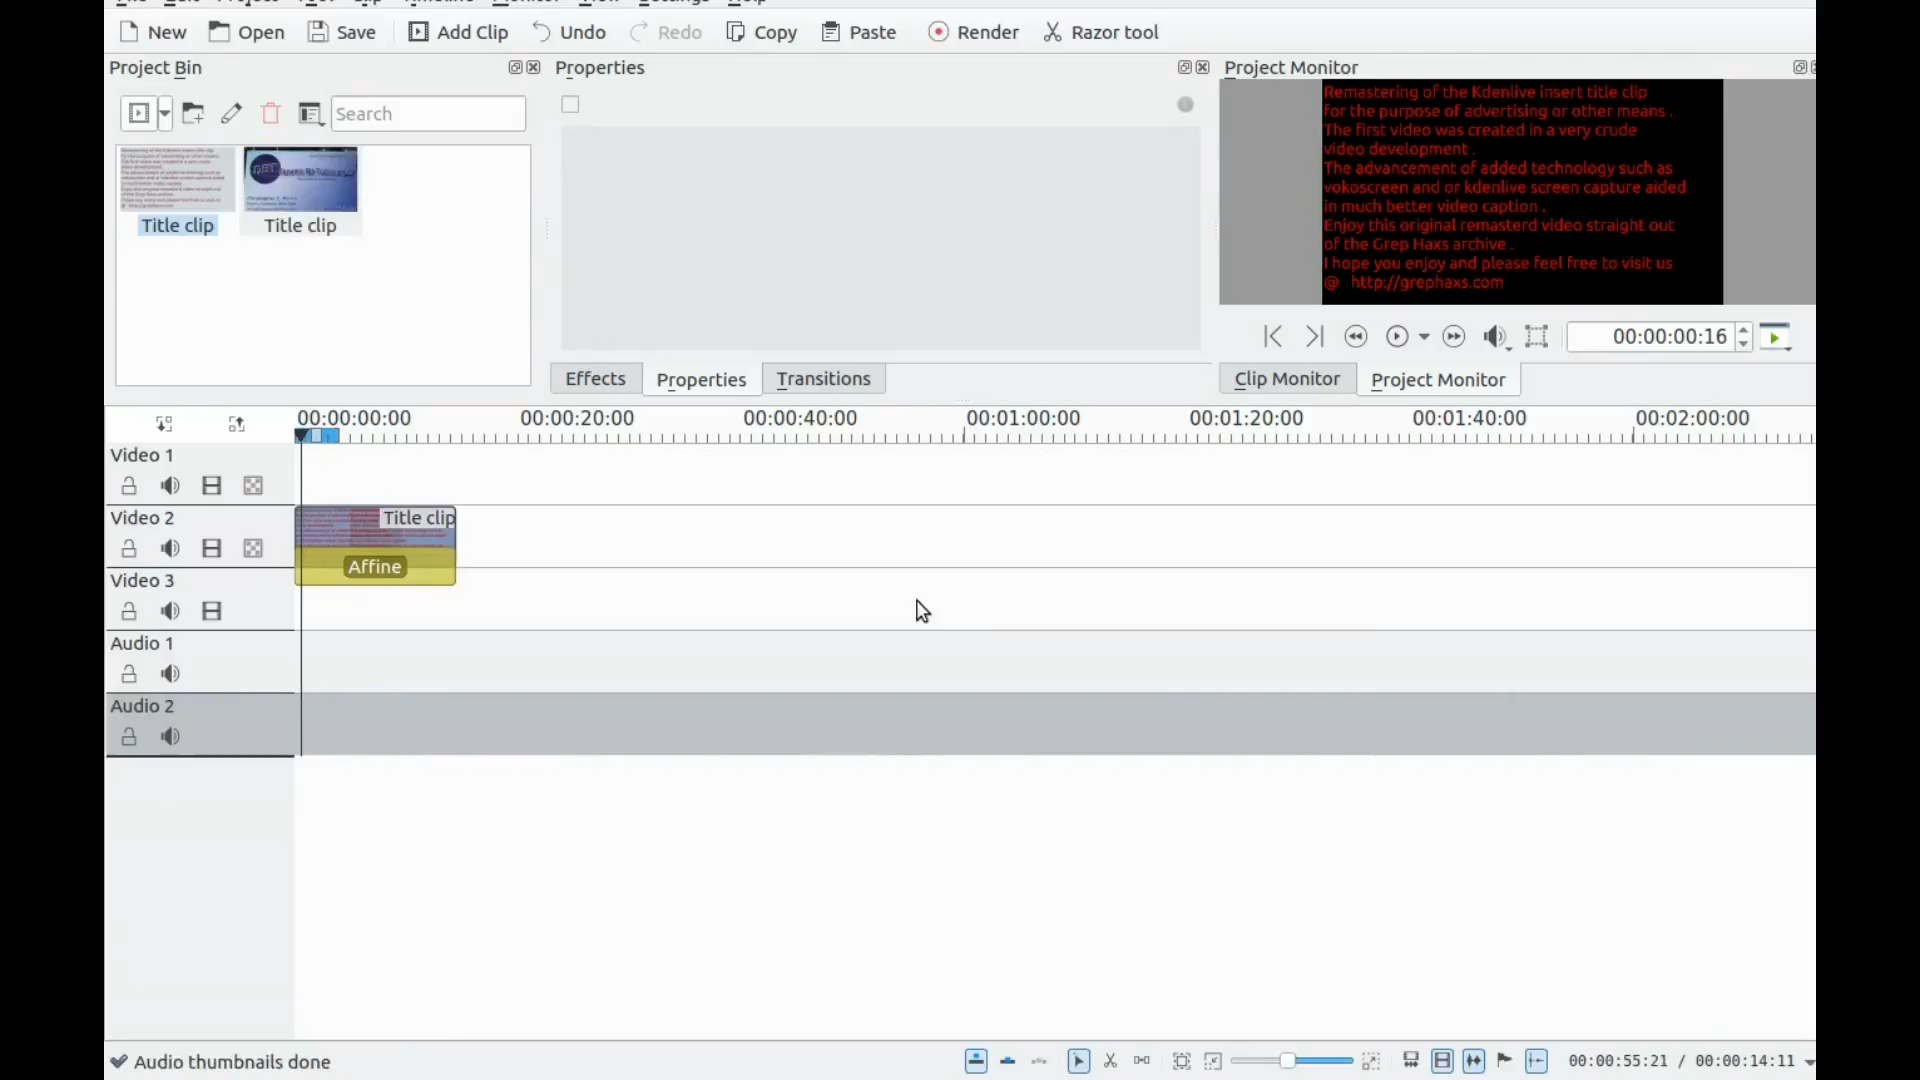 New Open Save Add Clip Undo Redo Copy Paste Render Razor tool
Project Bin
Properties
Project Monitor
Search
Title clip
Title clip
Remastering of the Kdenlive insert title clip
for the purpose of advertising or other means .
The first video was created in a very crude
video development .
The advancement of added technology such as
vokoscreen and or kdenlive screen capture aided
in much better video caption .
Enjoy this original remasterd video straight out
of the Grep Haxs archive .
I hope you enjoy and please feel free to visit us
@ http://grephaxs.com
00:00:00:16
Effects Properties Transitions
Clip Monitor Project Monitor
00:00:00:00 00:00:20:00 00:00:40:00 00:01:00:00 00:01:20:00 00:01:40:00 00:02:00:00
Video 1
Video 2
Title clip
Affine
Video 3
Audio 1
Audio 2
Audio thumbnails done
00:00:55:21 / 00:00:14:11